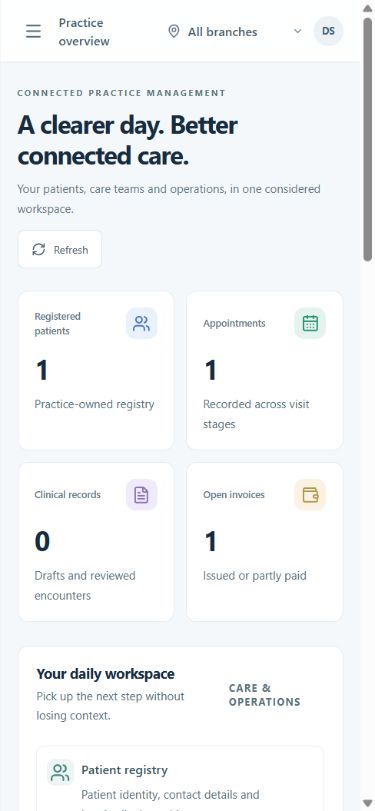 Practice
overview
All branches
DS
CONNECTED PRACTICE MANAGEMENT
A clearer day. Better
connected care.
Your patients, care teams and operations, in one considered
workspace.
Refresh
Registered
patients
1
Practice-owned registry
Appointments
1
Recorded across visit
stages
Clinical records
0
Drafts and reviewed
encounters
Open invoices
1
Issued or partly paid
Your daily workspace
Pick up the next step without
losing context.
CARE &
OPERATIONS
Patient registry
Patient identity, contact details and